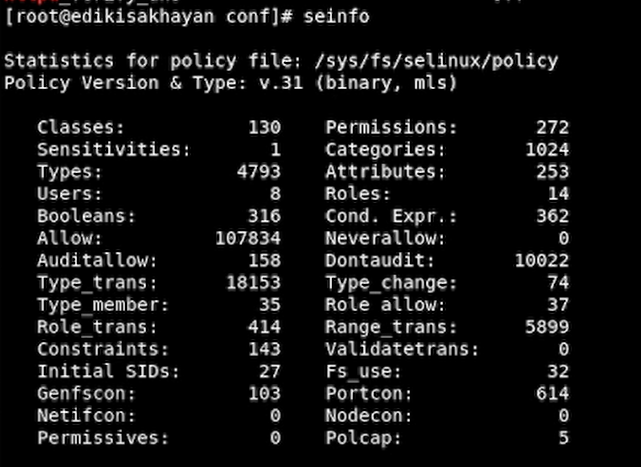 [root@edikisakhayan conf]# seinfo
Statistics for policy file: /sys/fs/selinux/policy
Policy Version & Type: v.31 (binary, mls)
Classes: 130 Permissions: 272
Sensitivities: 1 Categories: 1024
Types: 4793 Attributes: 253
Users: 8 Roles: 14
Booleans: 316 Cond. Expr.: 362
Allow: 107834 Neverallow: 0
Auditallow: 158 Dontaudit: 10022
Type_trans: 18153 Type_change: 74
Type_member: 35 Role allow: 37
Role_trans: 414 Range_trans: 5899
Constraints: 143 Validatetrans: 0
Initial SIDs: 27 Fs_use: 32
Genfscon: 103 Portcon: 614
Netifcon: 0 Nodecon: 0
Permissives: 0 Polcap: 5